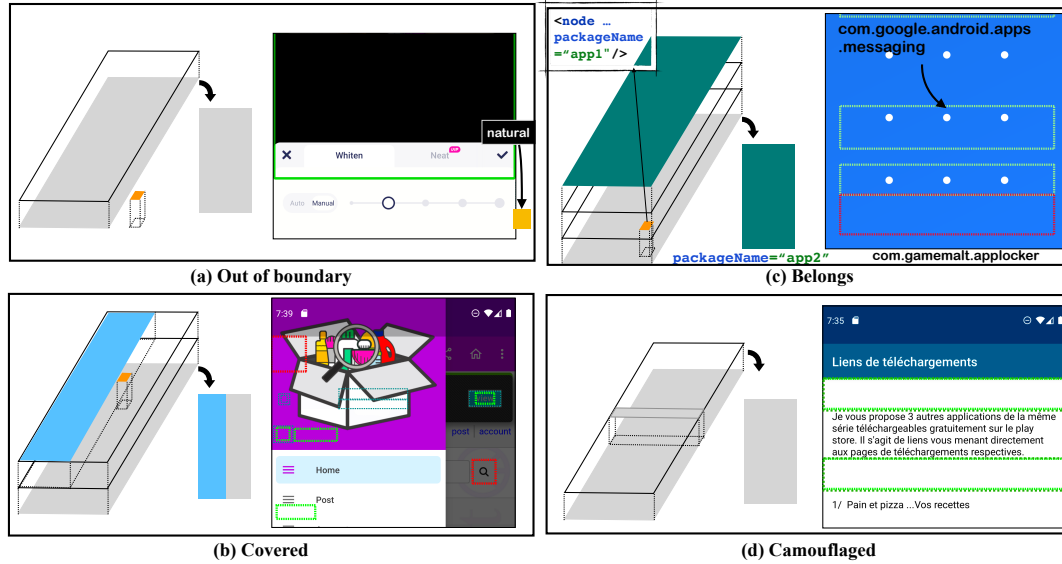 natural
Whiten
Neat
Auto
Manual
(a) Out of boundary
<node …
packageName
=“app1"/>
com.google.android.apps
.messaging
packageName=“app2”
com.gamemalt.applocker
(c) Belongs
7:39
post
account
Home
Post
(b) Covered
7:35
Liens de téléchargements
Je vous propose 3 autres applications de la même
série téléchargeables gratuitement sur le play
store. Il s'agit de liens vous menant directement
aux pages de téléchargements respectives.
1/ Pain et pizza ...Vos recettes
(d) Camouflaged